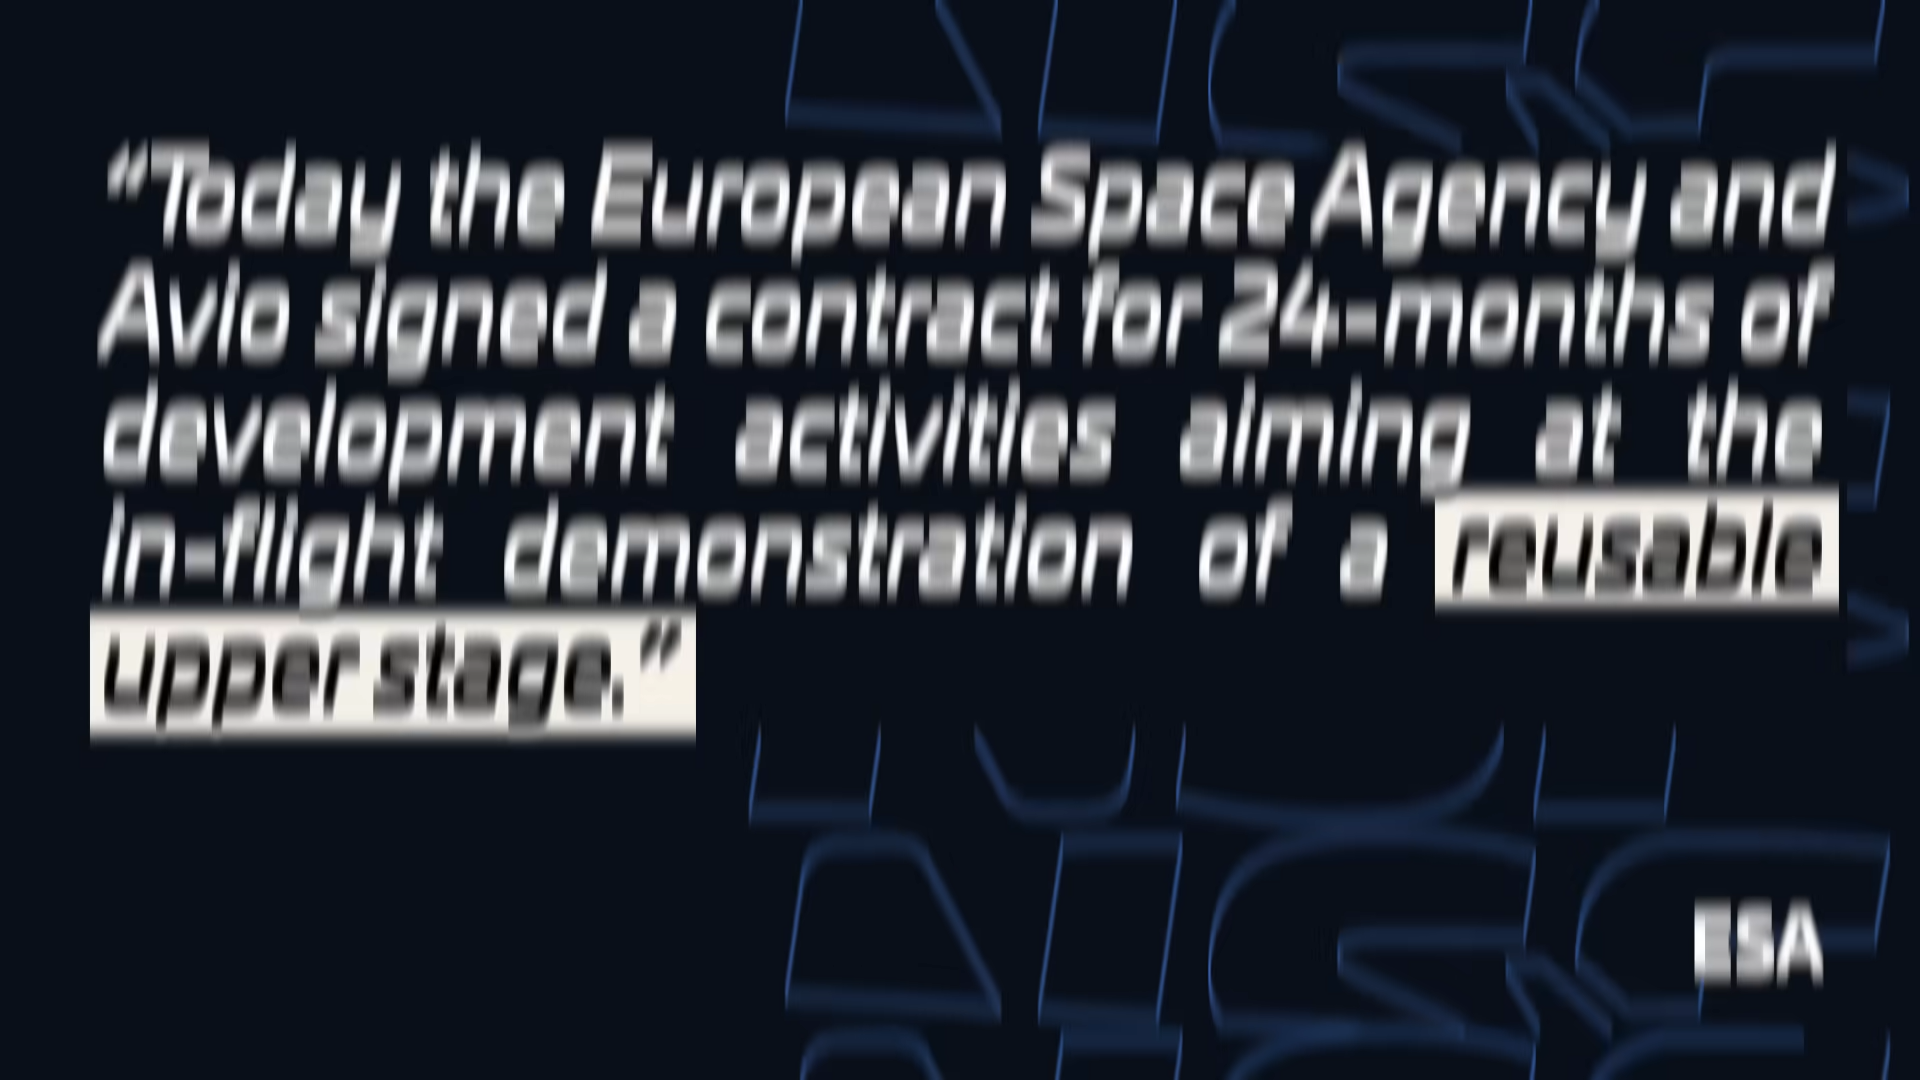 “Today the European Space Agency and
Avio signed a contract for 24-months of
development activities aiming at the
in-flight demonstration of a reusable
upper stage.”
ESA